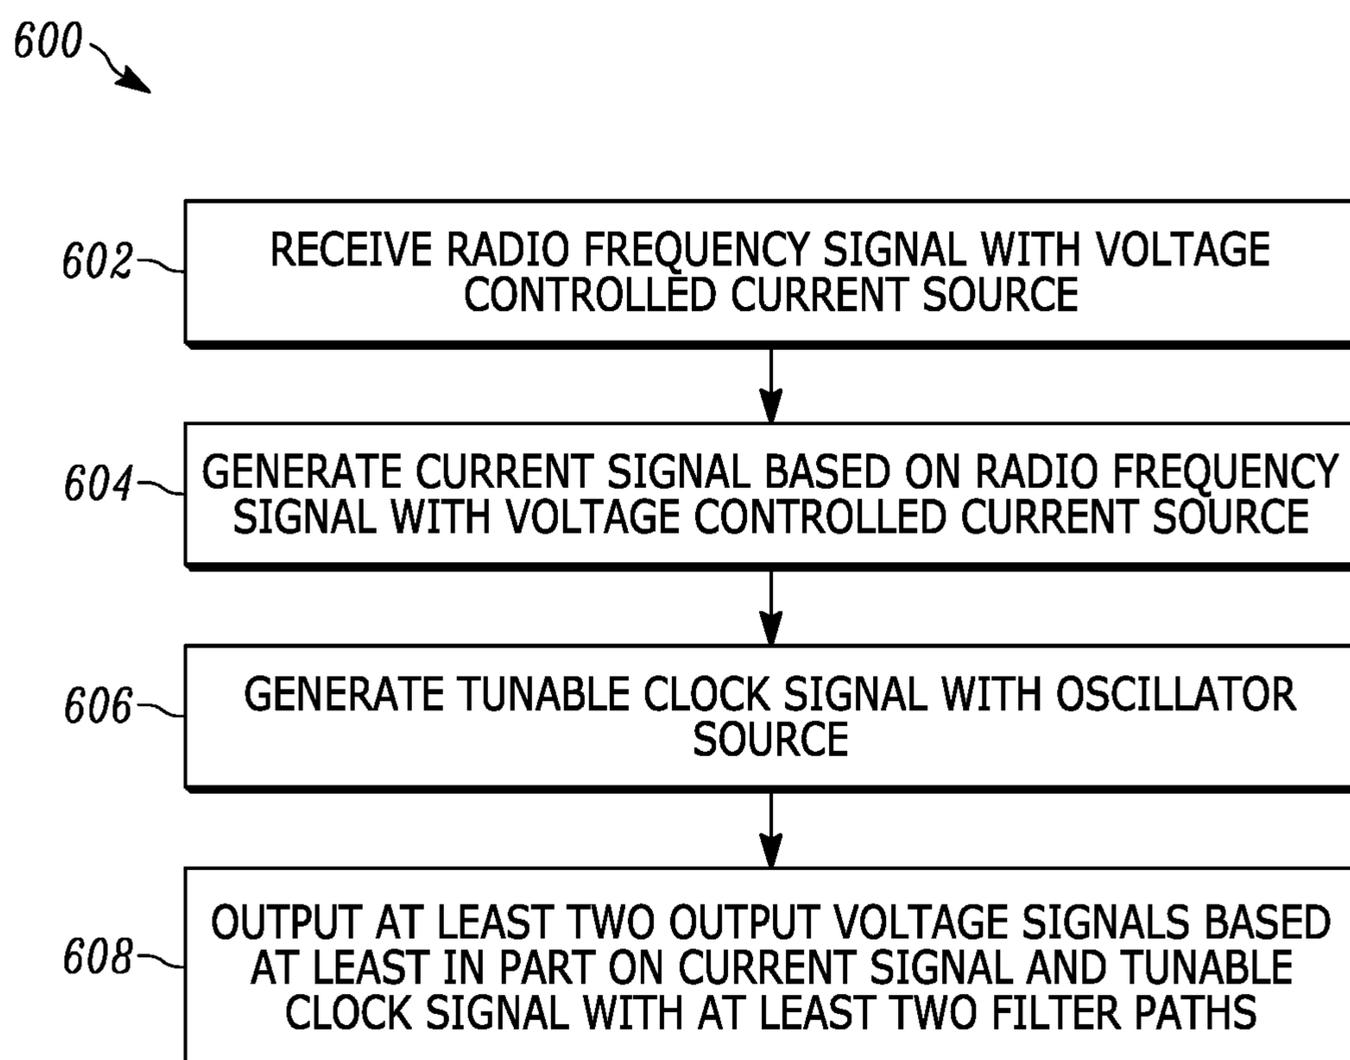 600
602
RECEIVE RADIO FREQUENCY SIGNAL WITH VOLTAGE
CONTROLLED CURRENT SOURCE
604
GENERATE CURRENT SIGNAL BASED ON RADIO FREQUENCY
SIGNAL WITH VOLTAGE CONTROLLED CURRENT SOURCE
606
GENERATE TUNABLE CLOCK SIGNAL WITH OSCILLATOR
SOURCE
608
OUTPUT AT LEAST TWO OUTPUT VOLTAGE SIGNALS BASED
AT LEAST IN PART ON CURRENT SIGNAL AND TUNABLE
CLOCK SIGNAL WITH AT LEAST TWO FILTER PATHS